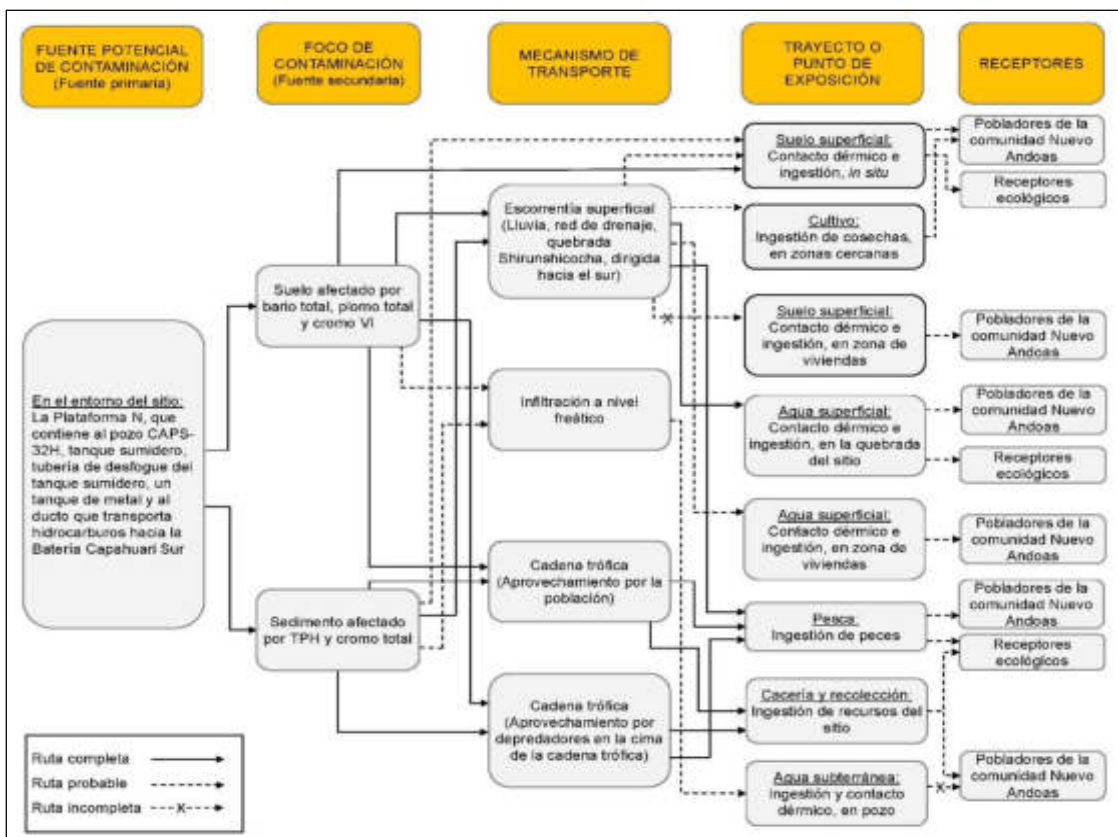 FUENTE POTENCIAL
DE CONTAMINACIÓN
(Fuente primaria)
FOCO DE
CONTAMINACIÓN
(Fuente secundaria)
MECANISMO DE
TRANSPORTE
TRAYECTO O
PUNTO DE
EXPOSICIÓN
RECEPTORES
En el entorno del sitio:
La Plataforma N, que
contiene al pozo CAPS-
32H, tanque sumidero,
tubería de desfogue del
tanque sumidero, un
tanque de metal y al
ducto que transporta
hidrocarburos hacia la
Batería Capahuari Sur
Suelo afectado por
bario total, plomo total
y cromo VI
Sedimento afectado
por TPH y cromo total
Escorrentía superficial
(Lluvia, red de drenaje,
quebrada
Shirunshicocha, dirigida
hacia el sur)
Infiltración a nivel
freático
Cadena trófica
(Aprovechamiento por la
población)
Cadena trófica
(Aprovechamiento por
depredadores en la cima
de la cadena trófica)
Suelo superficial:
Contacto dérmico e
ingestión, in situ
Cultivo:
Ingestión de cosechas,
en zonas cercanas
Suelo superficial:
Contacto dérmico e
ingestión, en zona de
viviendas
Agua superficial:
Contacto dérmico e
ingestión, en la quebrada
del sitio
Agua superficial:
Contacto dérmico e
ingestión, en zona de
viviendas
Pesca:
Ingestión de peces
Cacería y recolección:
Ingestión de recursos del
sitio
Agua subterránea:
Ingestión y contacto
dérmico, en pozo
Pobladores de la
comunidad Nuevo
Andoas
Receptores
ecológicos
Pobladores de la
comunidad Nuevo
Andoas
Pobladores de la
comunidad Nuevo
Andoas
Receptores
ecológicos
Pobladores de la
comunidad Nuevo
Andoas
Pobladores de la
comunidad Nuevo
Andoas
Receptores
ecológicos
Pobladores de la
comunidad Nuevo
Andoas
Ruta completa
Ruta probable
Ruta incompleta